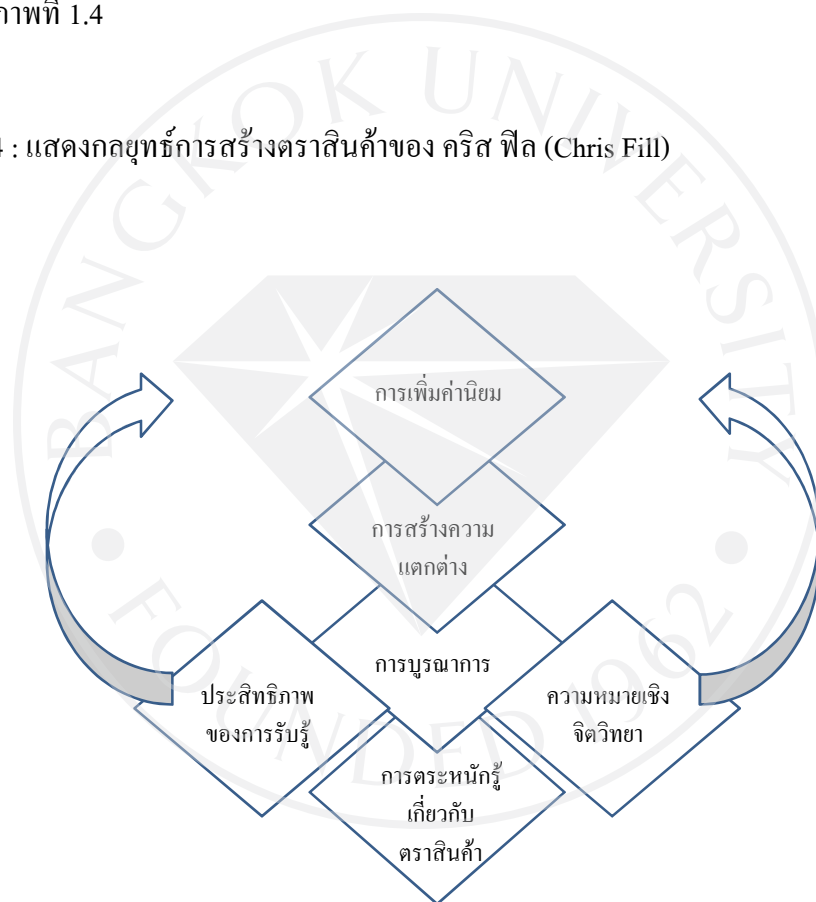 ภาพที่ 1.4
4 : แสดงกลยุทธ์การสร้างตราสินค้าของ คริส ฟิล (Chris Fill)
BANGKOK UNIVERSITY
การเพิ่มค่านิยม
การสร้างความ
แตกต่าง
การบูรณาการ
ประสิทธิภาพ
ของการรับรู้
ความหมายเชิง
จิตวิทยา
การตระหนักรู้
เกี่ยวกับ
ตราสินค้า
FOUNDED 1962